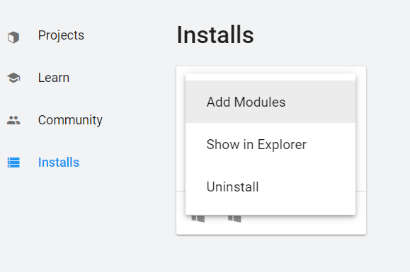 Installs
Projects
Learn
Community
Installs
Add Modules
Show in Explorer
Uninstall